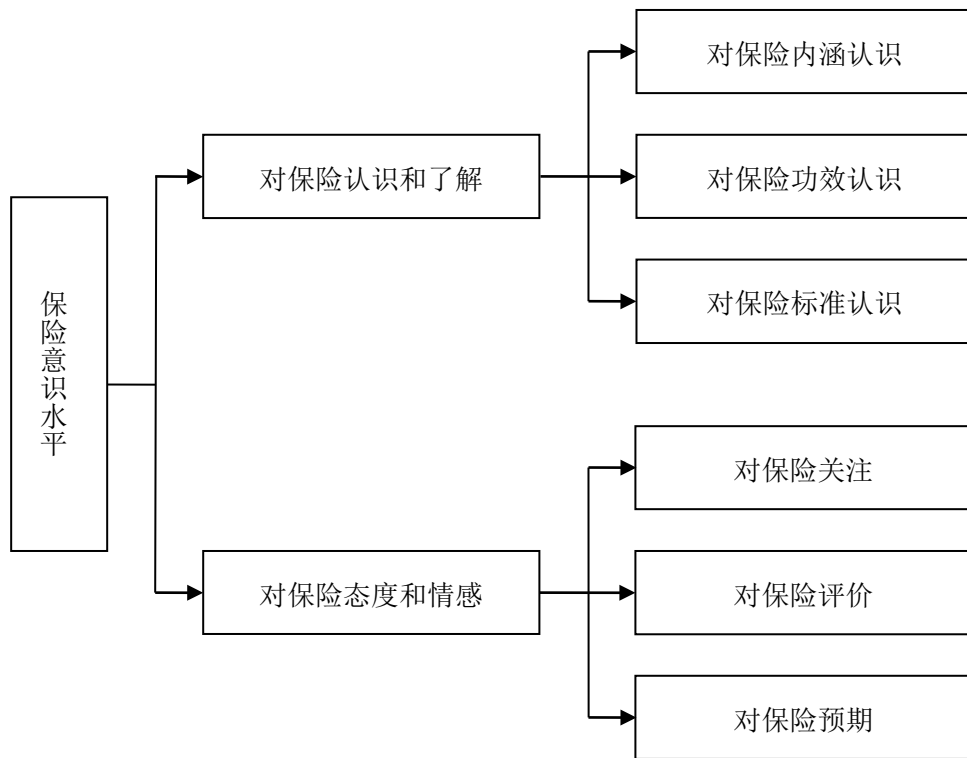 保险意识水平
对保险认识和了解
对保险内涵认识
对保险功效认识
对保险标准认识
对保险态度和情感
对保险关注
对保险评价
对保险预期